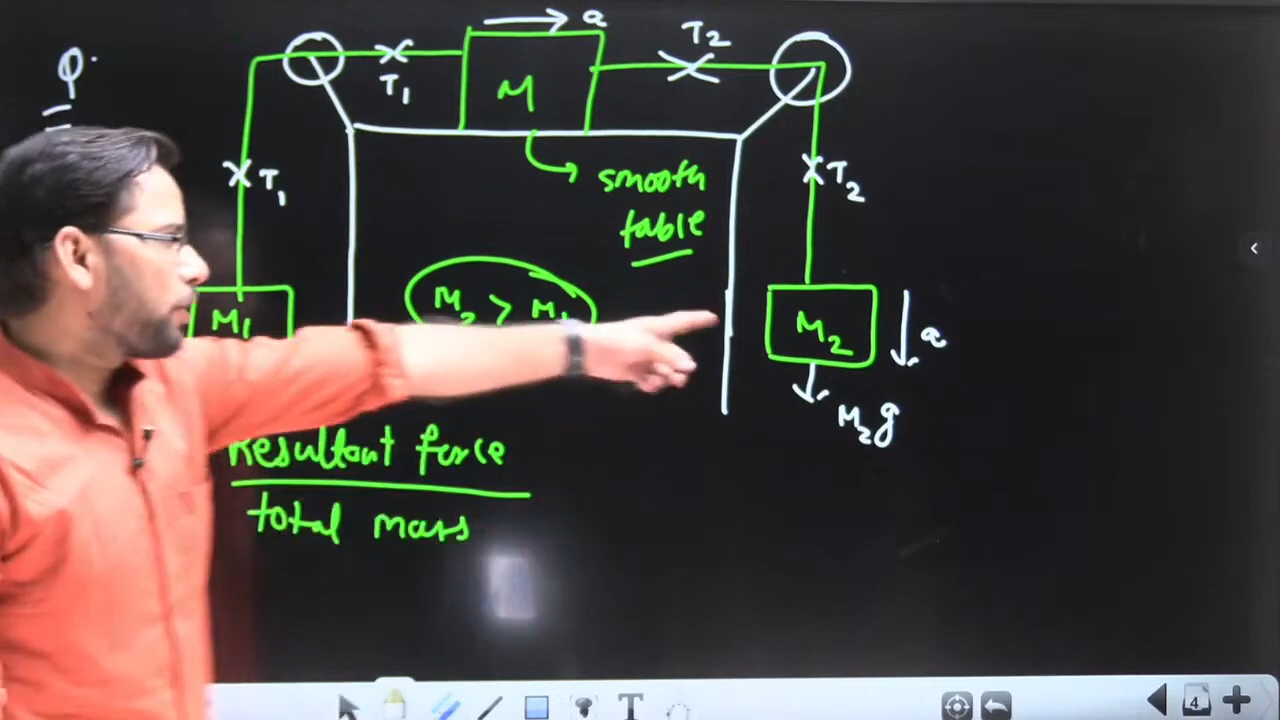 Q.
a
M
T1
T2
T1
T2
smooth
table
M1
M2 > M1
M2
a
M2g
Resultant force
total mass
T
4